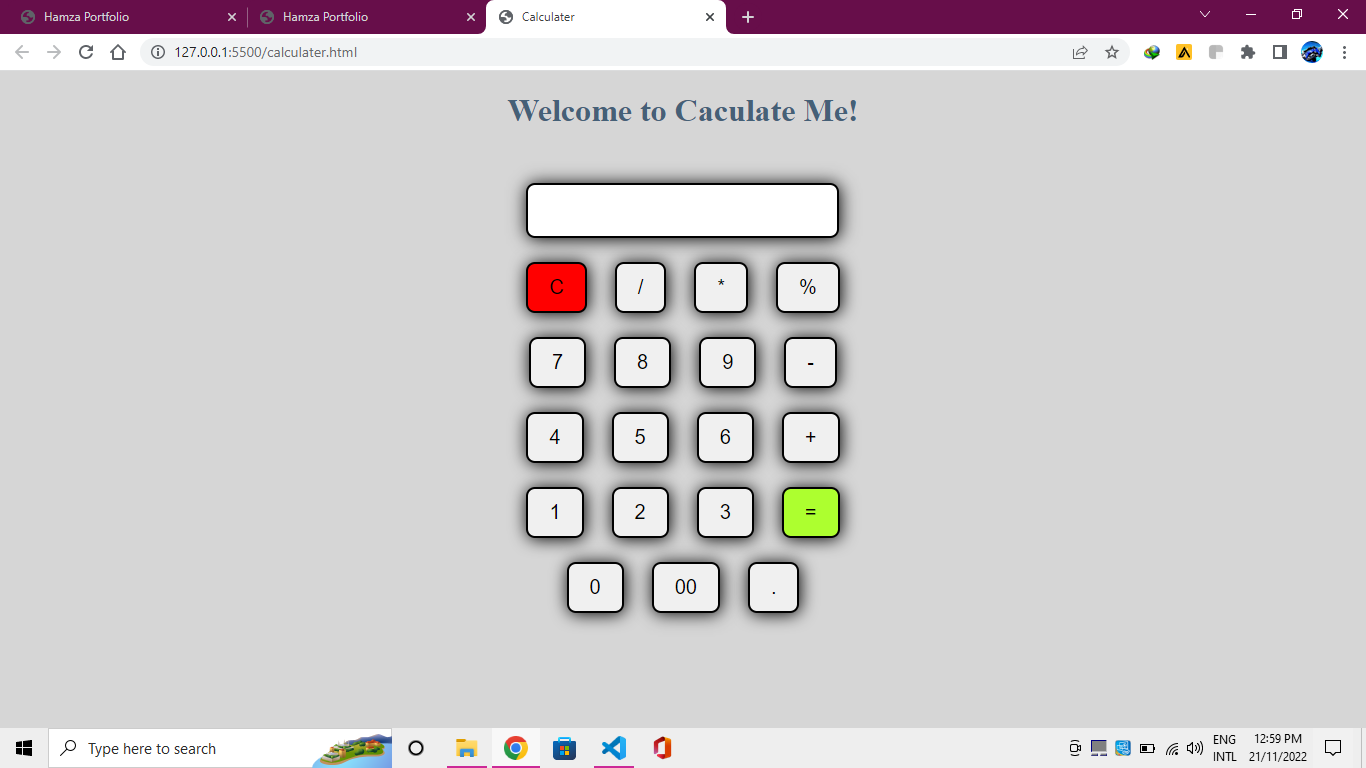 Hamza Portfolio Hamza Portfolio Calculater
127.0.0.1:5500/calculater.html
Welcome to Caculate Me!
C / * %
7 8 9 -
4 5 6 +
1 2 3 =
0 00 .
Type here to search
ENG 12:59 PM
INTL 21/11/2022